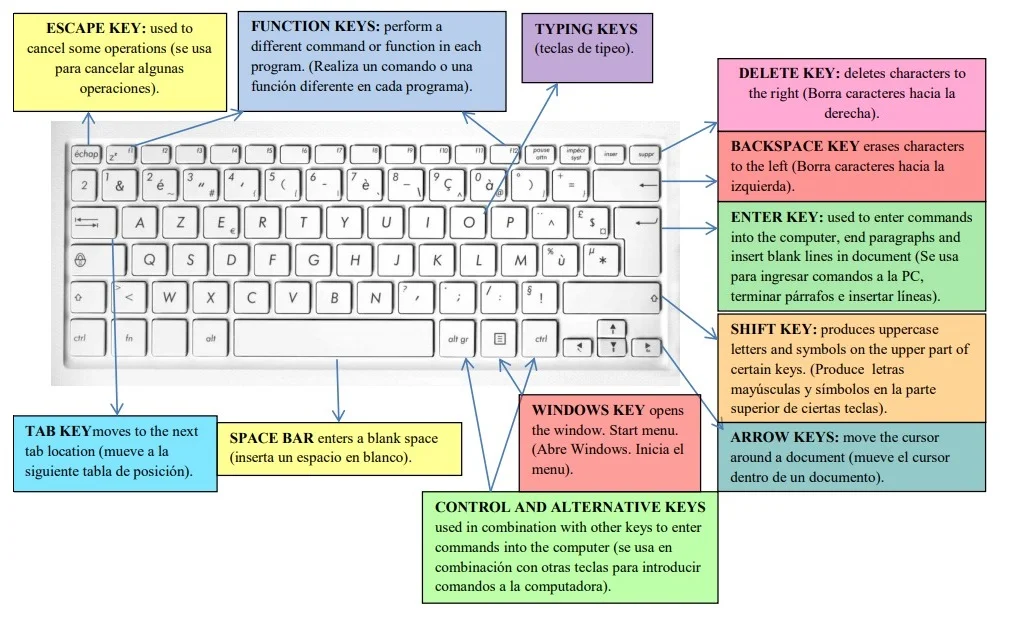 ESCAPE KEY: used to
cancel some operations (se usa
para cancelar algunas
operaciones).
FUNCTION KEYS: perform a
different command or function in each
program. (Realiza un comando o una
función diferente en cada programa).
TYPING KEYS
(teclas de tipeo).
DELETE KEY: deletes characters to
the right (Borra caracteres hacia la
derecha).
BACKSPACE KEY erases characters
to the left (Borra caracteres hacia la
izquierda).
ENTER KEY: used to enter commands
into the computer, end paragraphs and
insert blank lines in document (Se usa
para ingresar comandos a la PC,
terminar párrafos e insertar líneas).
SHIFT KEY: produces uppercase
letters and symbols on the upper part of
certain keys. (Produce letras
mayúsculas y símbolos en la parte
superior de ciertas teclas).
ARROW KEYS: move the cursor
around a document (mueve el cursor
dentro de un documento).
échap z² f1 f2 f3 f4 f5 f6 f7 f8 f9 f10 f11 f12 pause attn impéc syst inser suppr
2 1 & 2 é ~ 3 " # 4 ' { 5 ( [ 6 - | 7 è ` 8 _ \ 9 ç ^ 0 à @ ° ) ] + = }
A Z E € R T Y U I O P ¨ ^ £ $ ¤
Q S D F G H J K L M % ù µ *
> < W X C V B N ? , . ; / : § !
ctrl fn alt alt gr ctrl
TAB KEYmoves to the next
tab location (mueve a la
siguiente tabla de posición).
SPACE BAR enters a blank space
(inserta un espacio en blanco).
WINDOWS KEY opens
the window. Start menu.
(Abre Windows. Inicia el
menu).
CONTROL AND ALTERNATIVE KEYS
used in combination with other keys to enter
commands into the computer (se usa en
combinación con otras teclas para introducir
comandos a la computadora).